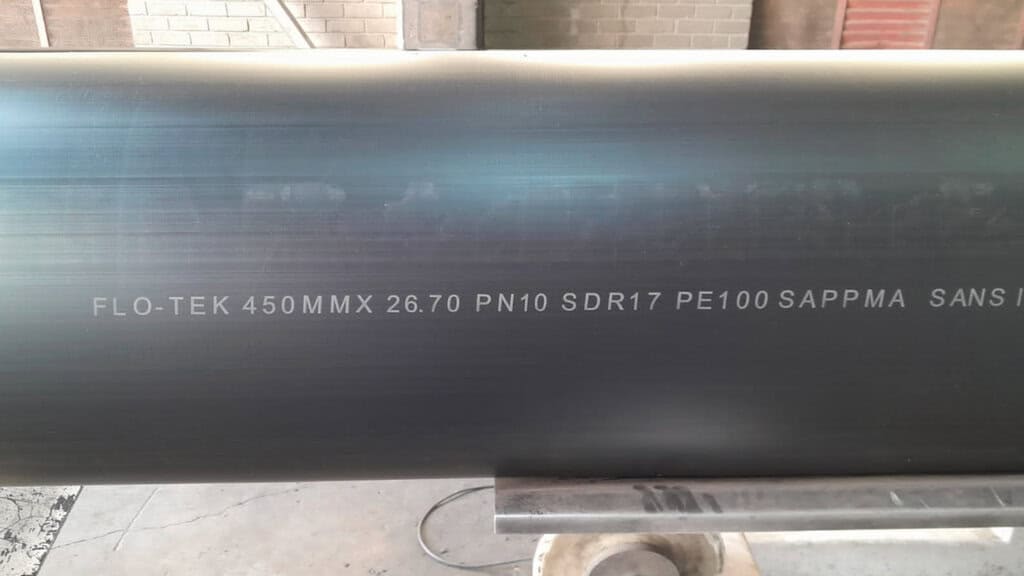 FLO-TEK 450MMX 26.70 PN10 SDR17 PE100 SAPPMA SANS I